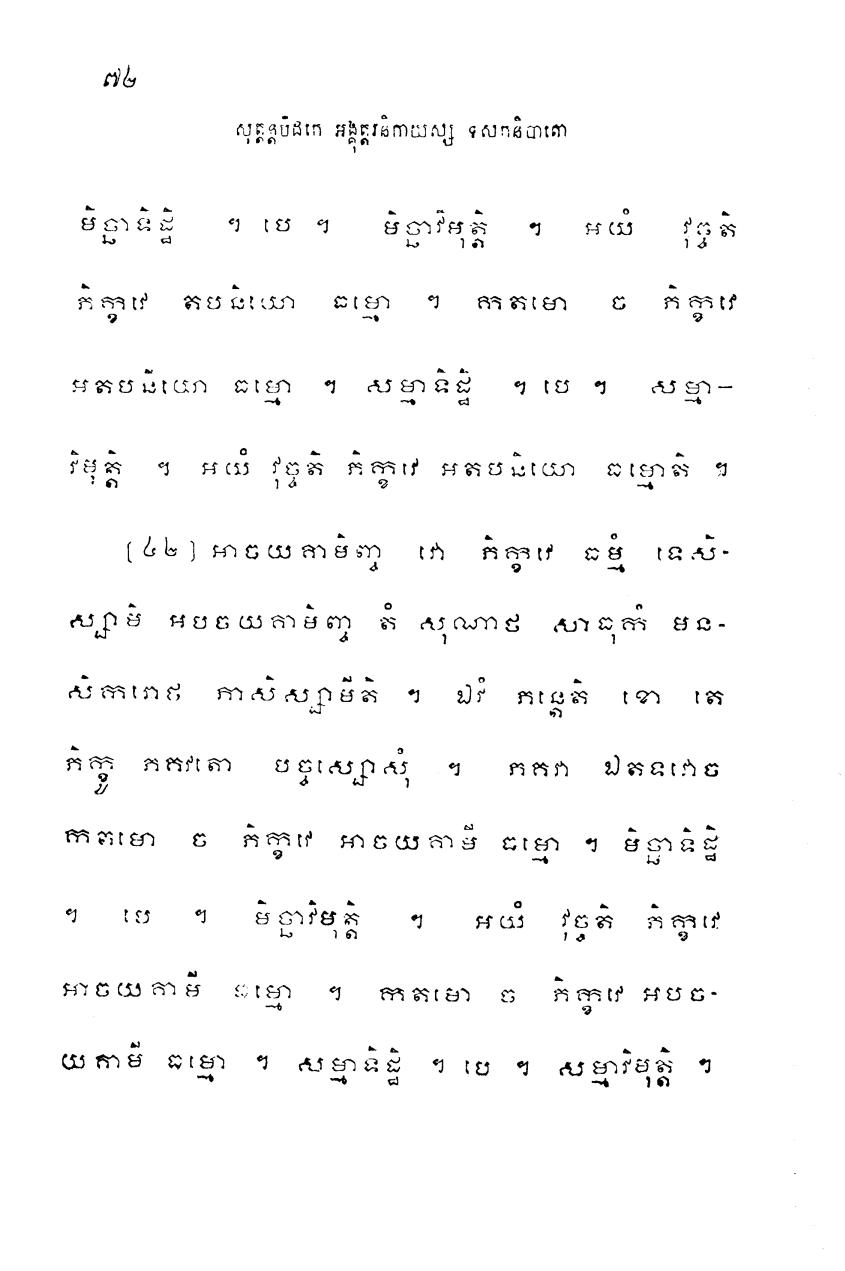 ៧៤
សុត្តន្តបិដកេ អង្គុត្តរនិកាយស្ស ទសកនិបាតោ
មិច្ឆាទិដ្ឋិ ។ បេ ។ មិច្ឆាវិមុត្តិ ។ អយំ វុច្ចតិ
ភិក្ខវេ តបនិយោ ធម្មោ ។ កតមោ ច ភិក្ខវេ
អតបនិយោ ធម្មោ ។ សម្មាទិដ្ឋិ ។ បេ ។ សម្មា-
វិមុត្តិ ។ អយំ វុច្ចតិ ភិក្ខវេ អតបនិយោ ធម្មោតិ ។
(៤២) អាចយគាមិញ្ច វោ ភិក្ខវេ ធម្មំ ទេសិ-
ស្សាមិ អបចយគាមិញ្ច តំ សុណាថ សាធុកំ មន-
សិករោថ ភាសិស្សាមីតិ ។ ឯវំ ភន្តេតិ ខោ តេ
ភិក្ខូ ភគវតោ បច្ចស្សោសុំ ។ ភគវា ឯតទវោច
កតមោ ច ភិក្ខវេ អាចយគាមី ធម្មោ ។ មិច្ឆាទិដ្ឋិ
។ បេ ។ មិច្ឆាវិមុត្តិ ។ អយំ វុច្ចតិ ភិក្ខវេ
អាចយគាមី ធម្មោ ។ កតមោ ច ភិក្ខវេ អបច-
យគាមី ធម្មោ ។ សម្មាទិដ្ឋិ ។ បេ ។ សម្មាវិមុត្តិ ។